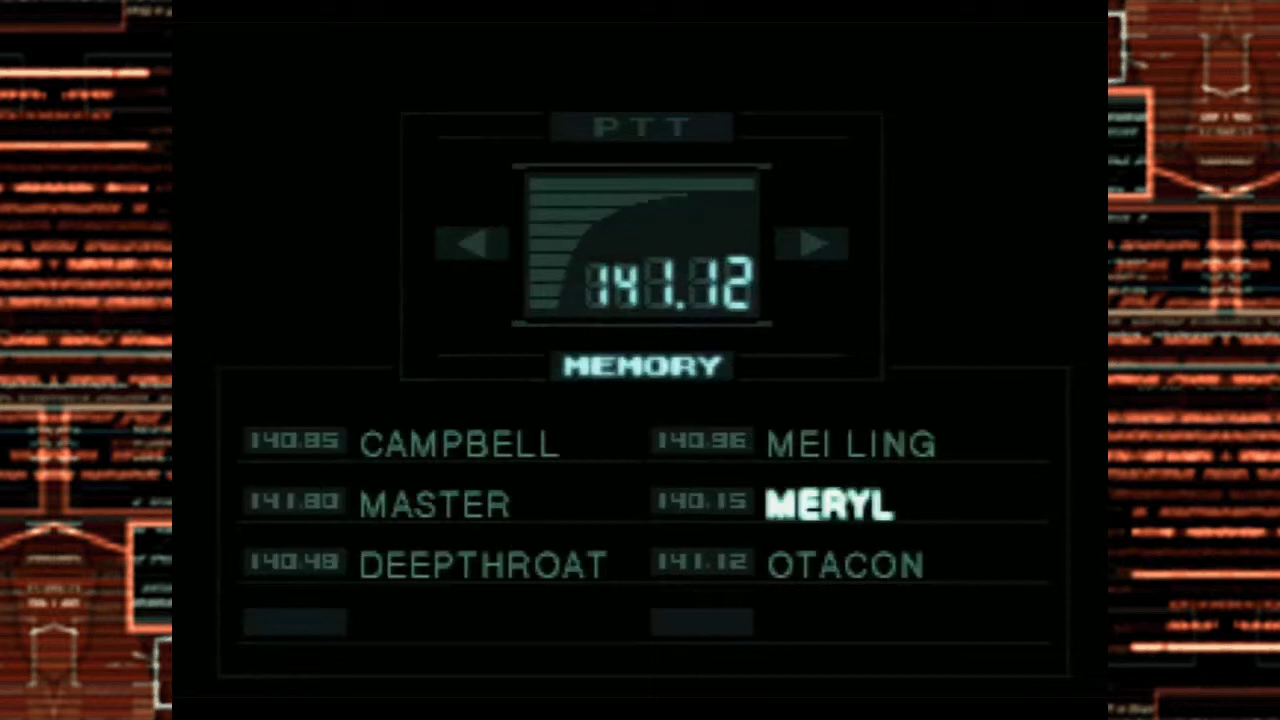 PTT
141.12
MEMORY
140.85 CAMPBELL 140.96 MEI LING
141.80 MASTER 140.15 MERYL
140.48 DEEPTHROAT 141.12 OTACON